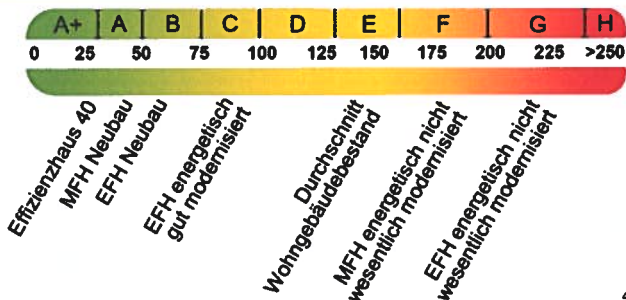 A+ A B C D E F G H
0 25 50 75 100 125 150 175 200 225 >250
Effizienzhaus 40
MFH Neubau
EFH Neubau
EFH energetisch
gut modernisiert
Durchschnitt
Wohngebäudebestand
MFH energetisch nicht
wesentlich modernisiert
EFH energetisch nicht
wesentlich modernisiert